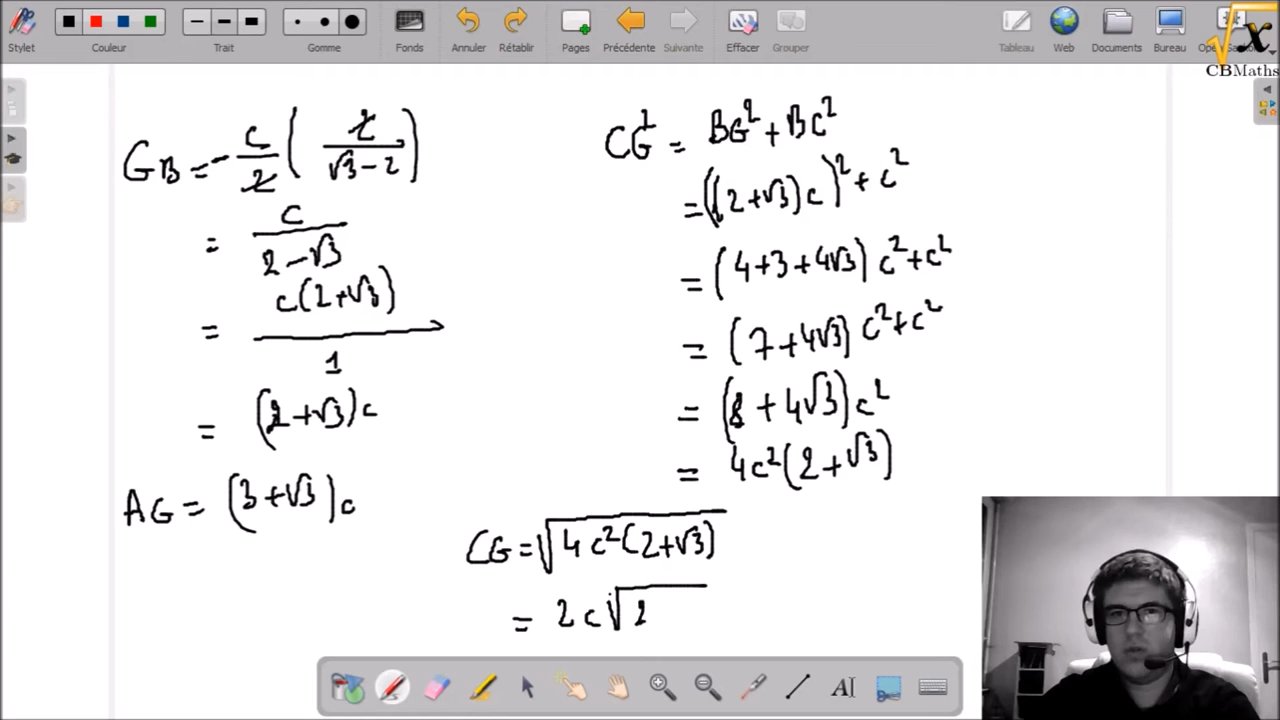 Stylet Couleur Trait Gomme Fonds Annuler Rétablir Pages Précédente Suivante Effacer Grouper Tableau Web Documents Bureau
CBMaths
GB = -c/2 ( 2/(√3 - 2) )
= c/(2 - √3)
= c(2+√3)/1
= (2+√3)c
AG = (3+√3)c
CG² = BG² + BC²
= ((2+√3)c)² + c²
= (4+3+4√3) c²+c²
= (7+4√3) c²+c²
= (8+4√3)c²
= 4c²(2+√3)
CG = √(4c²(2+√3))
= 2c√2
AI